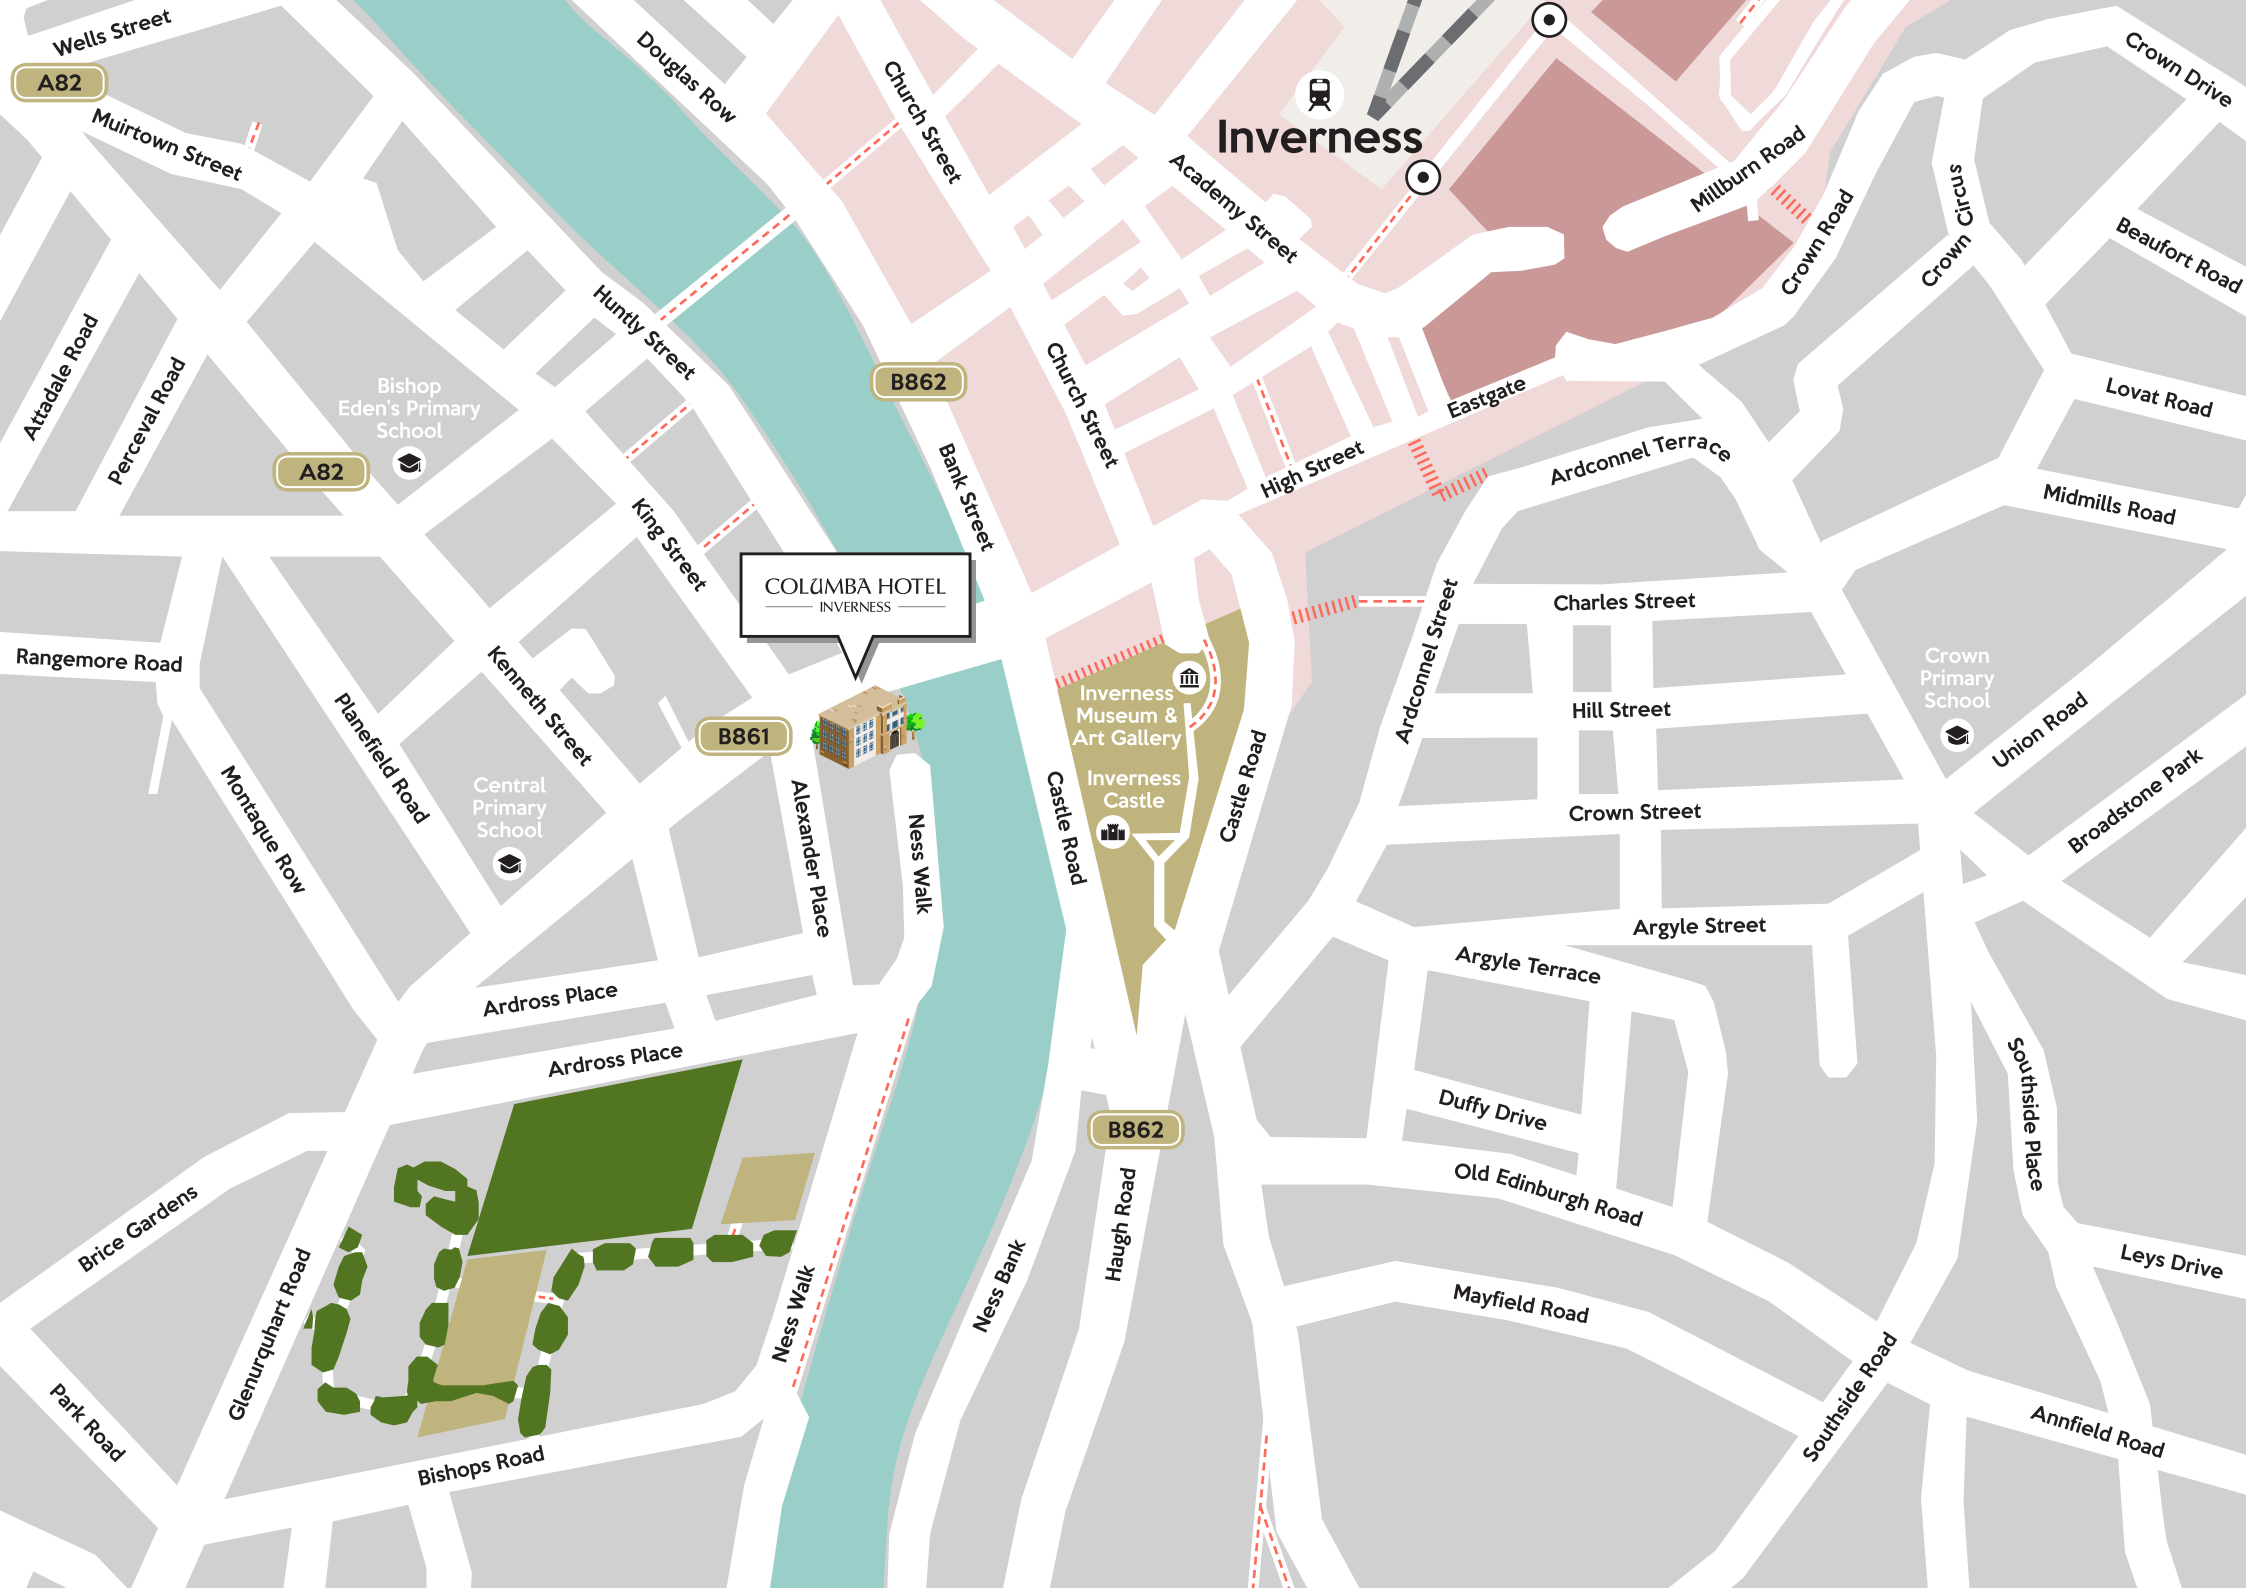 Wells Street
A82
Muirtown Street
Douglas Row
Church Street
Inverness
Academy Street
Millburn Road
Crown Road
Crown Circus
Crown
Crown Drive
Beaufort Road
Attadale Road
Perceval Road
Bishop
Eden's Primary
School
A82
Huntly Street
B862
Church Street
Bank Street
High Street
Eastgate
Ardconnel Terrace
Lovat Road
Midmills Road
King Street
COLUMBA HOTEL
INVERNESS
Rangemore Road
Kenneth Street
Planefield Road
Montaque Row
Central
Primary
School
B861
Alexander Place
Ness Walk
Inverness
Museum &
Art Gallery
Inverness
Castle
Castle Road
Castle Road
Ardconnel Street
Charles Street
Hill Street
Crown Street
Argyle Street
Argyle Terrace
Crown
Primary
School
Union Road
Broadstone Park
Ardross Place
Ardross Place
Duffy Drive
Old Edinburgh Road
Southside Place
B862
Haugh Road
Ness Bank
Ness Walk
Brice Gardens
Glenurquhart Road
Park Road
Bishops Road
Mayfield Road
Leys Drive
Southside Road
Annfield Road